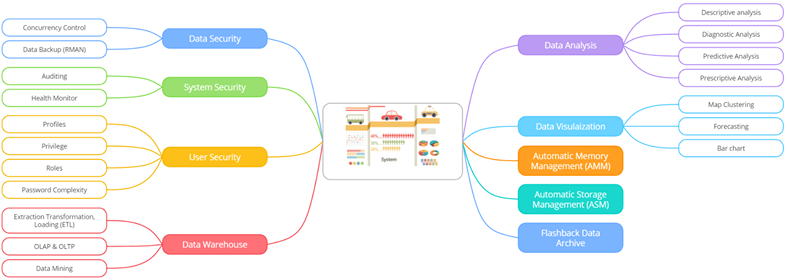 Concurrency Control
Data Backup (RMAN)
Data Security
Auditing
Health Monitor
System Security
Profiles
Privilege
Roles
Password Complexity
User Security
Extraction Transformation,
Loading (ETL)
OLAP & OLTP
Data Mining
Data Warehouse
System
Data Analysis
Descriptive analysis
Diagnostic Analysis
Predictive Analysis
Prescriptive Analysis
Data Visulaization
Map Clustering
Forecasting
Bar chart
Automatic Memory
Management (AMM)
Automatic Storage
Management (ASM)
Flashback Data
Archive